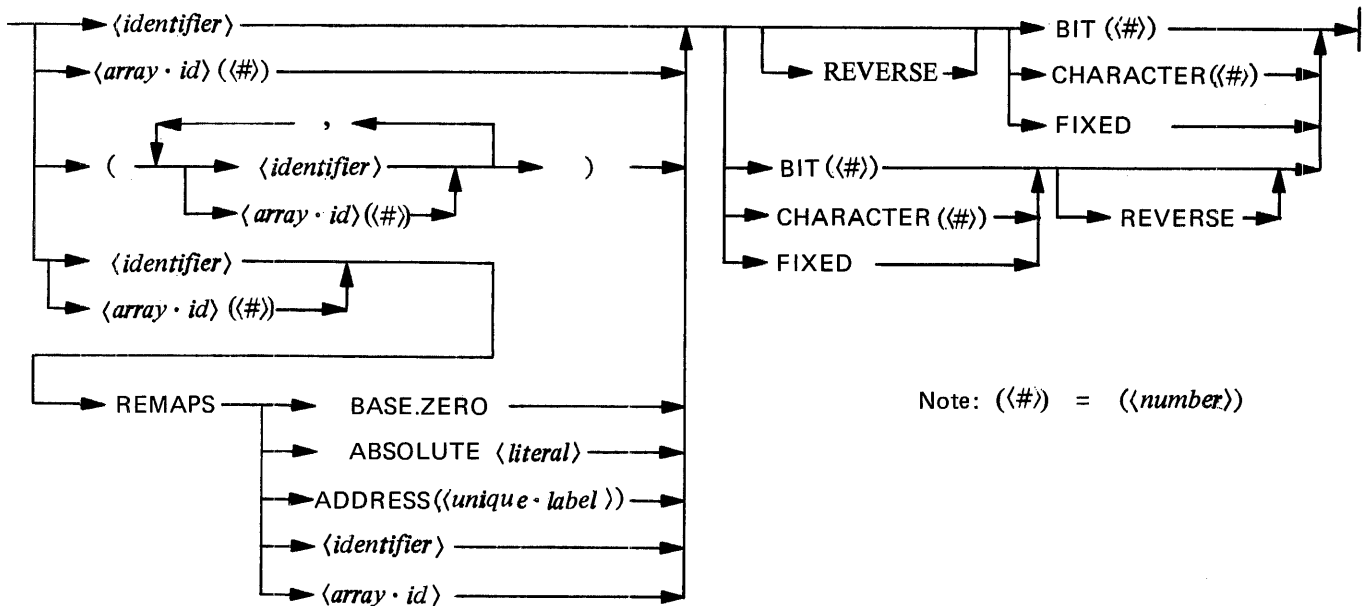 ⟨identifier⟩ BIT (⟨#⟩)
⟨array · id⟩ (⟨#⟩) REVERSE CHARACTER(⟨#⟩)
,
FIXED
( ⟨identifier⟩ ) BIT (⟨#⟩)
⟨array · id⟩(⟨#⟩) CHARACTER (⟨#⟩) REVERSE
⟨identifier⟩ FIXED
⟨array · id⟩ (⟨#⟩)
REMAPS BASE.ZERO Note: (⟨#⟩) = (⟨number⟩)
ABSOLUTE ⟨literal⟩
ADDRESS(⟨unique · label⟩)
⟨identifier⟩
⟨array · id⟩